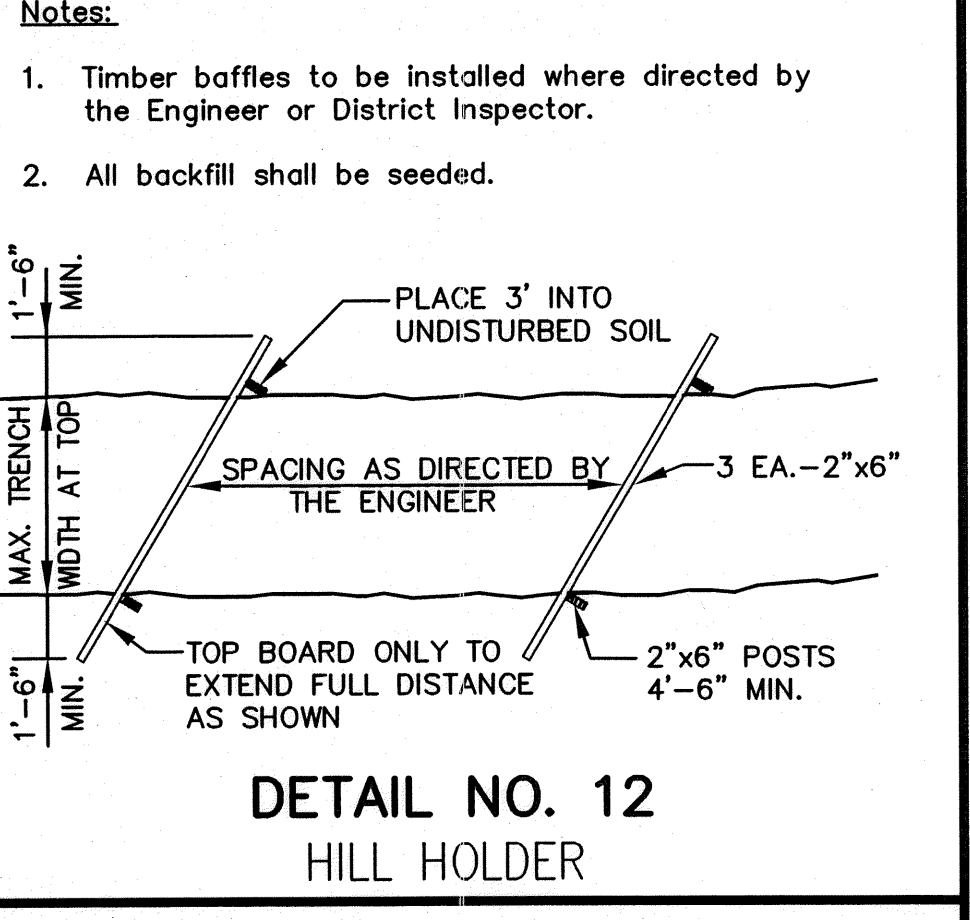 Notes:
1. Timber baffles to be installed where directed by
the Engineer or District Inspector.
2. All backfill shall be seeded.
1'-6"
MIN.
PLACE 3' INTO
UNDISTURBED SOIL
MAX. TRENCH
WIDTH AT TOP
SPACING AS DIRECTED BY
THE ENGINEER
3 EA.-2"x6"
TOP BOARD ONLY TO
EXTEND FULL DISTANCE
AS SHOWN
2"x6" POSTS
4'-6" MIN.
1'-6"
MIN.
DETAIL NO. 12
HILL HOLDER